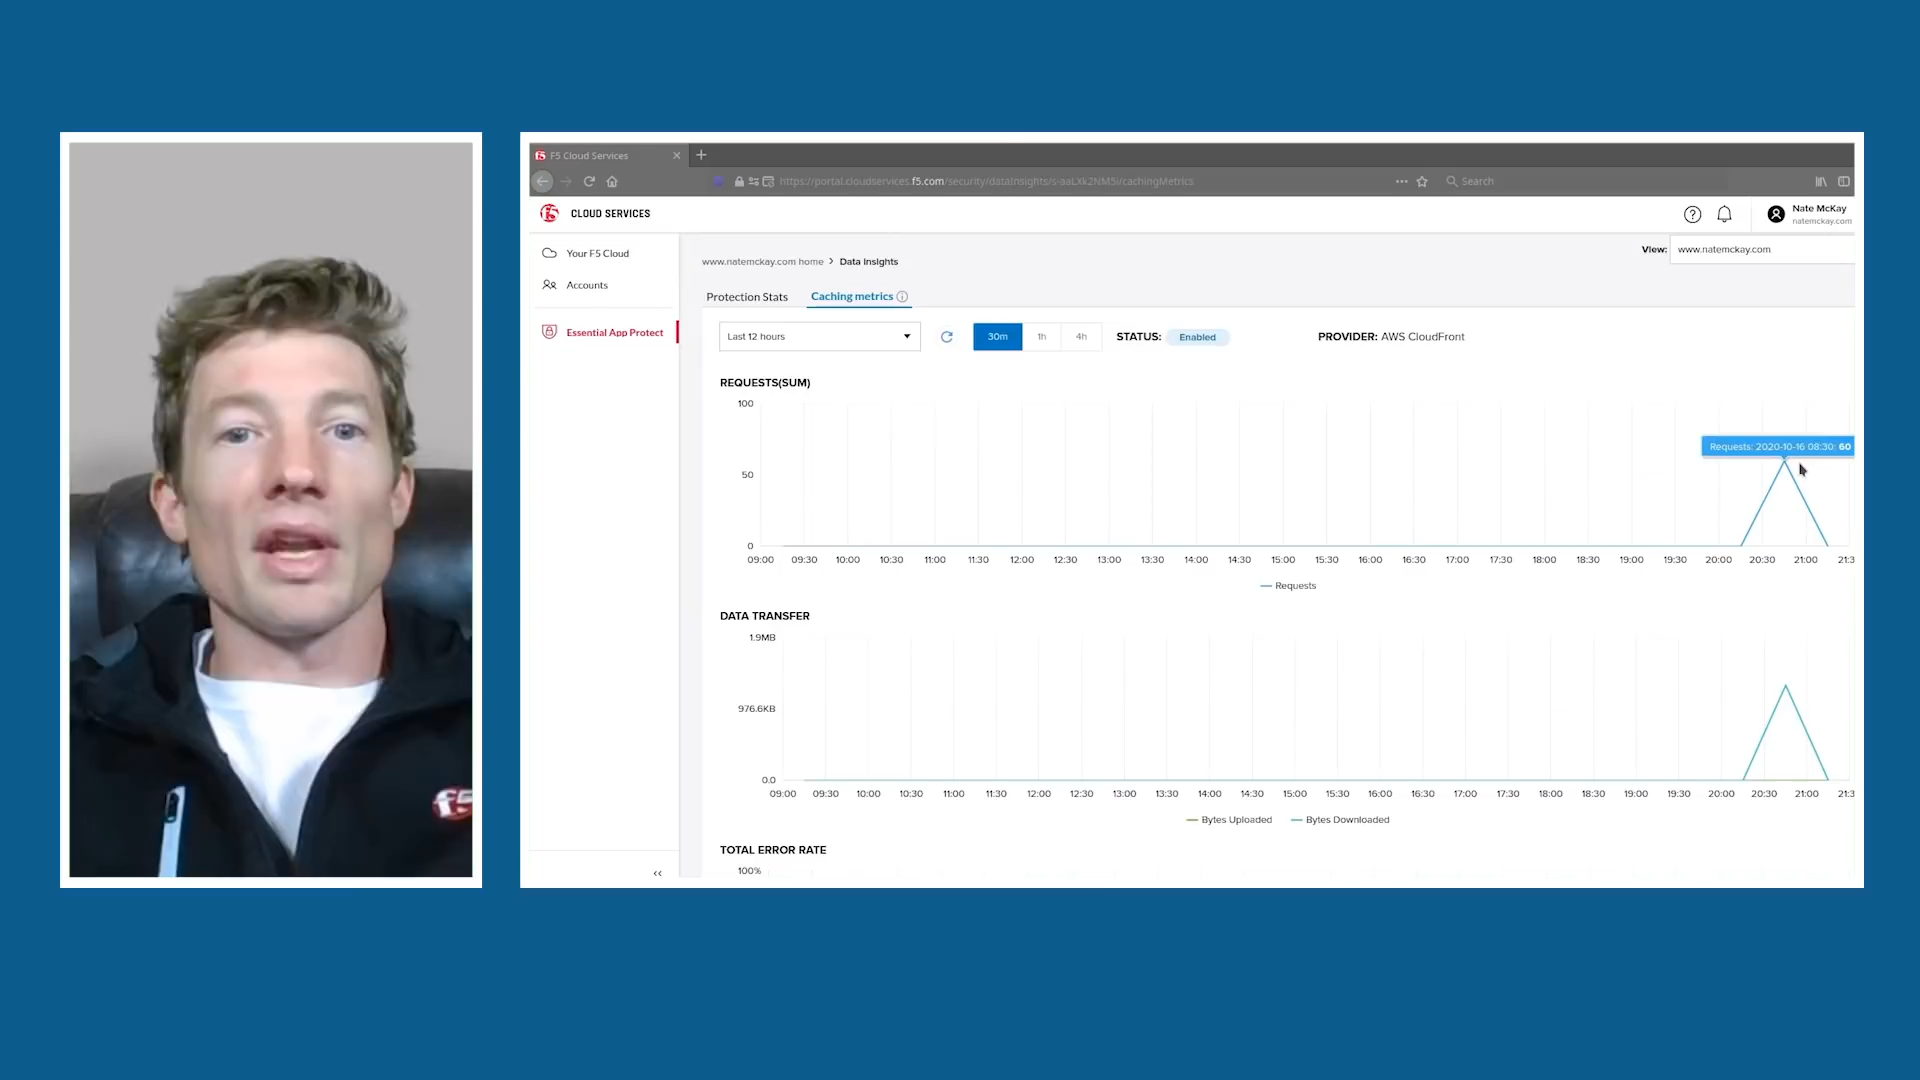 F5 Cloud Services
https://portal.cloudservices.f5.com/security/dataInsights/s-aaLXk2NM5i/cachingMetrics
Search
CLOUD SERVICES
Nate McKay
natemckay.com
Your F5 Cloud
Accounts
Essential App Protect
View: www.natemckay.com
www.natemckay.com home > Data insights
Protection Stats Caching metrics
Last 12 hours 30m 1h 4h STATUS: Enabled PROVIDER: AWS CloudFront
REQUESTS(SUM)
100
Requests: 2020-10-16 08:30: 60
50
0
09:00 09:30 10:00 10:30 11:00 11:30 12:00 12:30 13:00 13:30 14:00 14:30 15:00 15:30 16:00 16:30 17:00 17:30 18:00 18:30 19:00 19:30 20:00 20:30 21:00 21:3
Requests
DATA TRANSFER
1.9MB
976.6KB
0.0
09:00 09:30 10:00 10:30 11:00 11:30 12:00 12:30 13:00 13:30 14:00 14:30 15:00 15:30 16:00 16:30 17:00 17:30 18:00 18:30 19:00 19:30 20:00 20:30 21:00 21:3
Bytes Uploaded Bytes Downloaded
TOTAL ERROR RATE
100%
f5